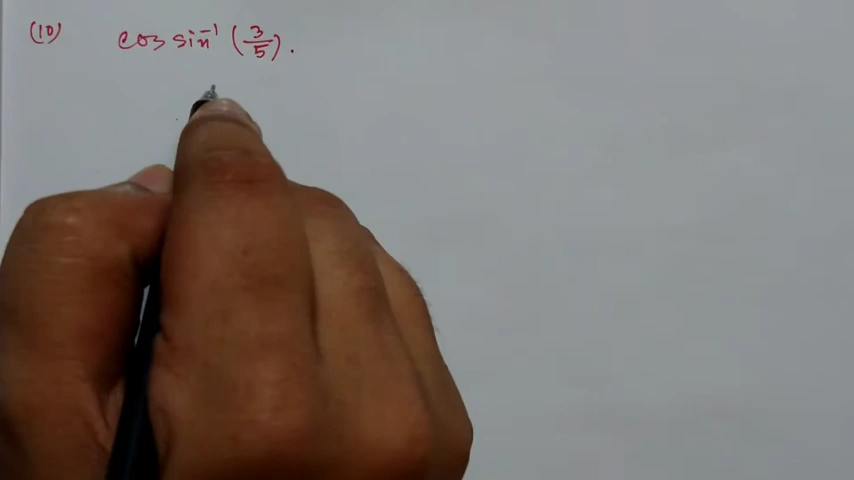 (10) cos sin⁻¹ (3/5).